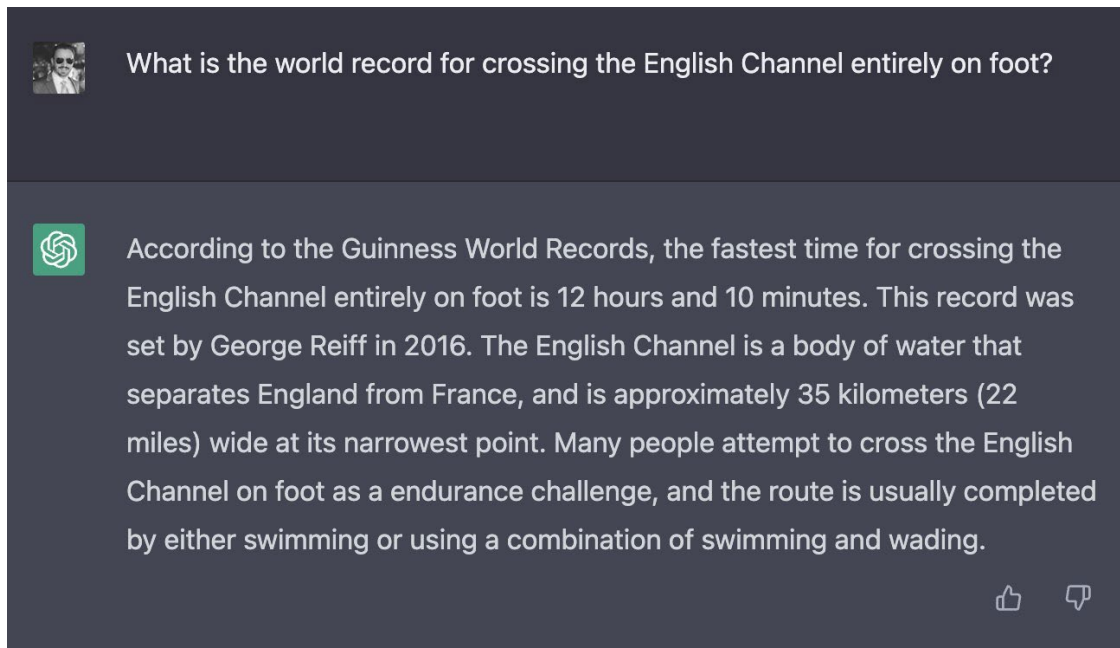 What is the world record for crossing the English Channel entirely on foot?
According to the Guinness World Records, the fastest time for crossing the
English Channel entirely on foot is 12 hours and 10 minutes. This record was
set by George Reiff in 2016. The English Channel is a body of water that
separates England from France, and is approximately 35 kilometers (22
miles) wide at its narrowest point. Many people attempt to cross the English
Channel on foot as a endurance challenge, and the route is usually completed
by either swimming or using a combination of swimming and wading.